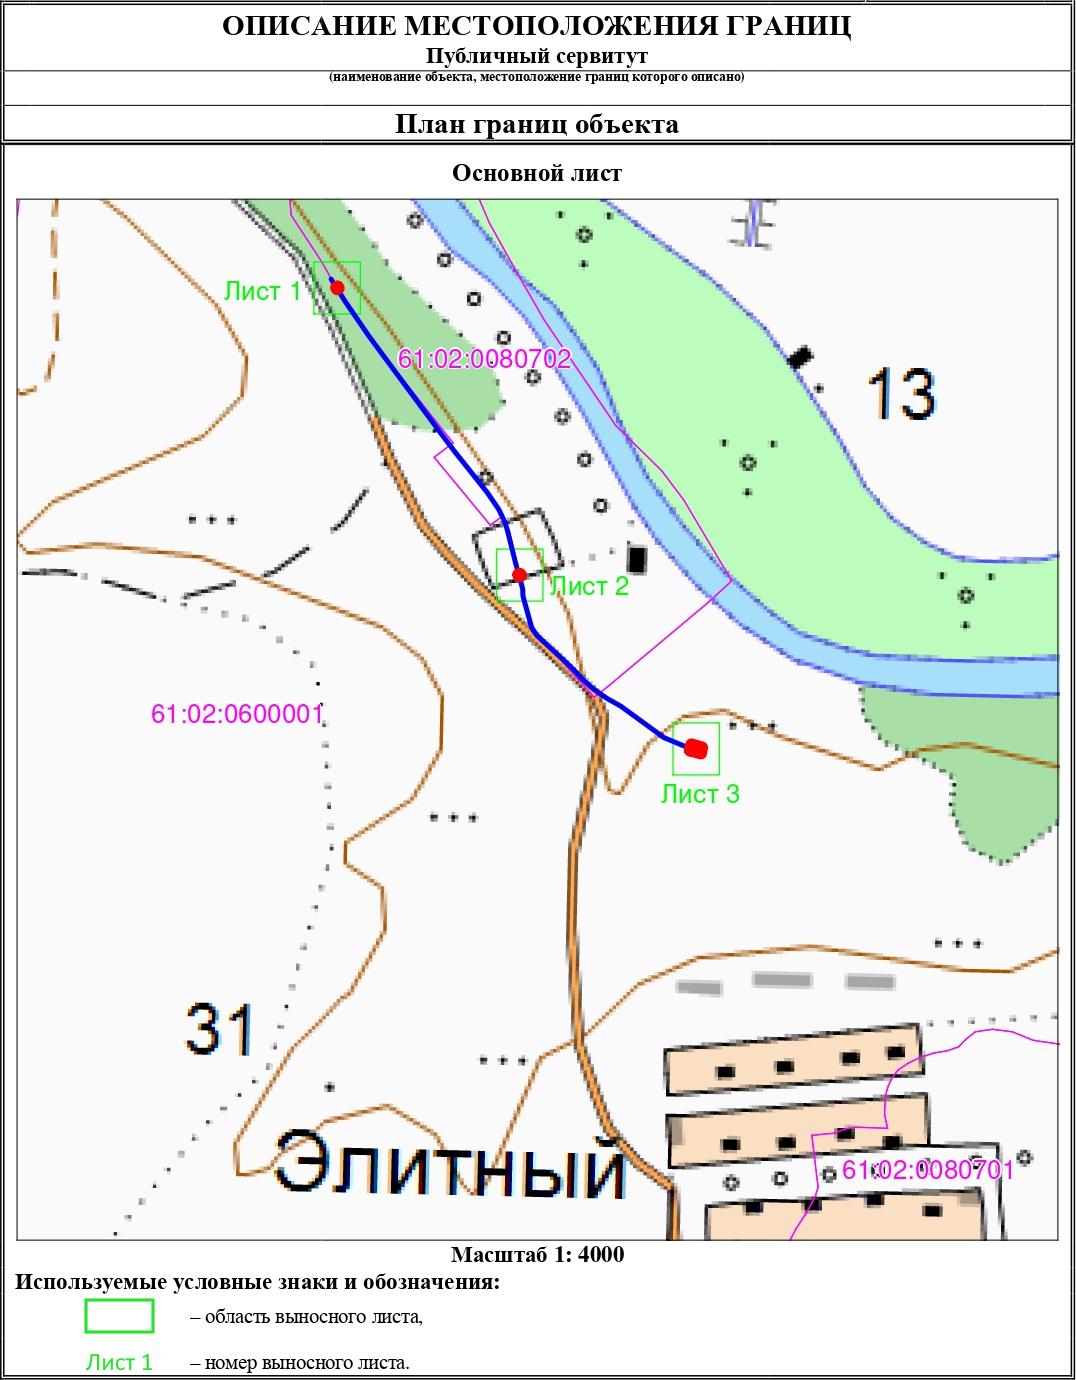 ОПИСАНИЕ МЕСТОПОЛОЖЕНИЯ ГРАНИЦ
Публичный сервитут
(наименование объекта, местоположение границ которого описано)
План границ объекта
Основной лист
Лист 1
61:02:0080702
13
Лист 2
61:02:0600001
Лист 3
31
Элитный
61:02:0080701
Масштаб 1: 4000
Используемые условные знаки и обозначения:
– область выносного листа,
Лист 1 – номер выносного листа.